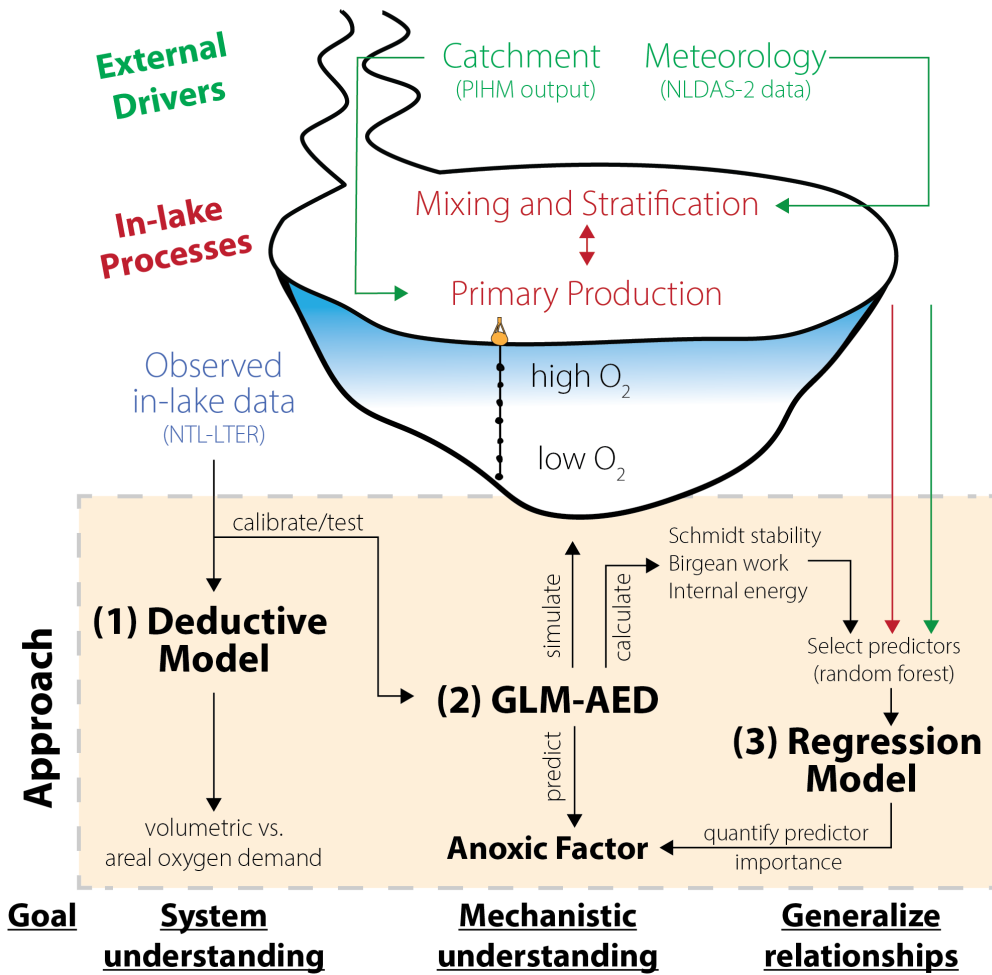 External
Drivers
Catchment
(PIHM output)
Meteorology
(NLDAS-2 data)
In-lake
Processes
Mixing and Stratification
Primary Production
Observed
in-lake data
(NTL-LTER)
high O₂
low O₂
calibrate/test
Schmidt stability
Birgean work
Internal energy
simulate
calculate
(1) Deductive
Model
Select predictors
(random forest)
(2) GLM-AED
(3) Regression
Model
predict
Approach
volumetric vs.
areal oxygen demand
Anoxic Factor
quantify predictor
importance
Goal
System
understanding
Mechanistic
understanding
Generalize
relationships